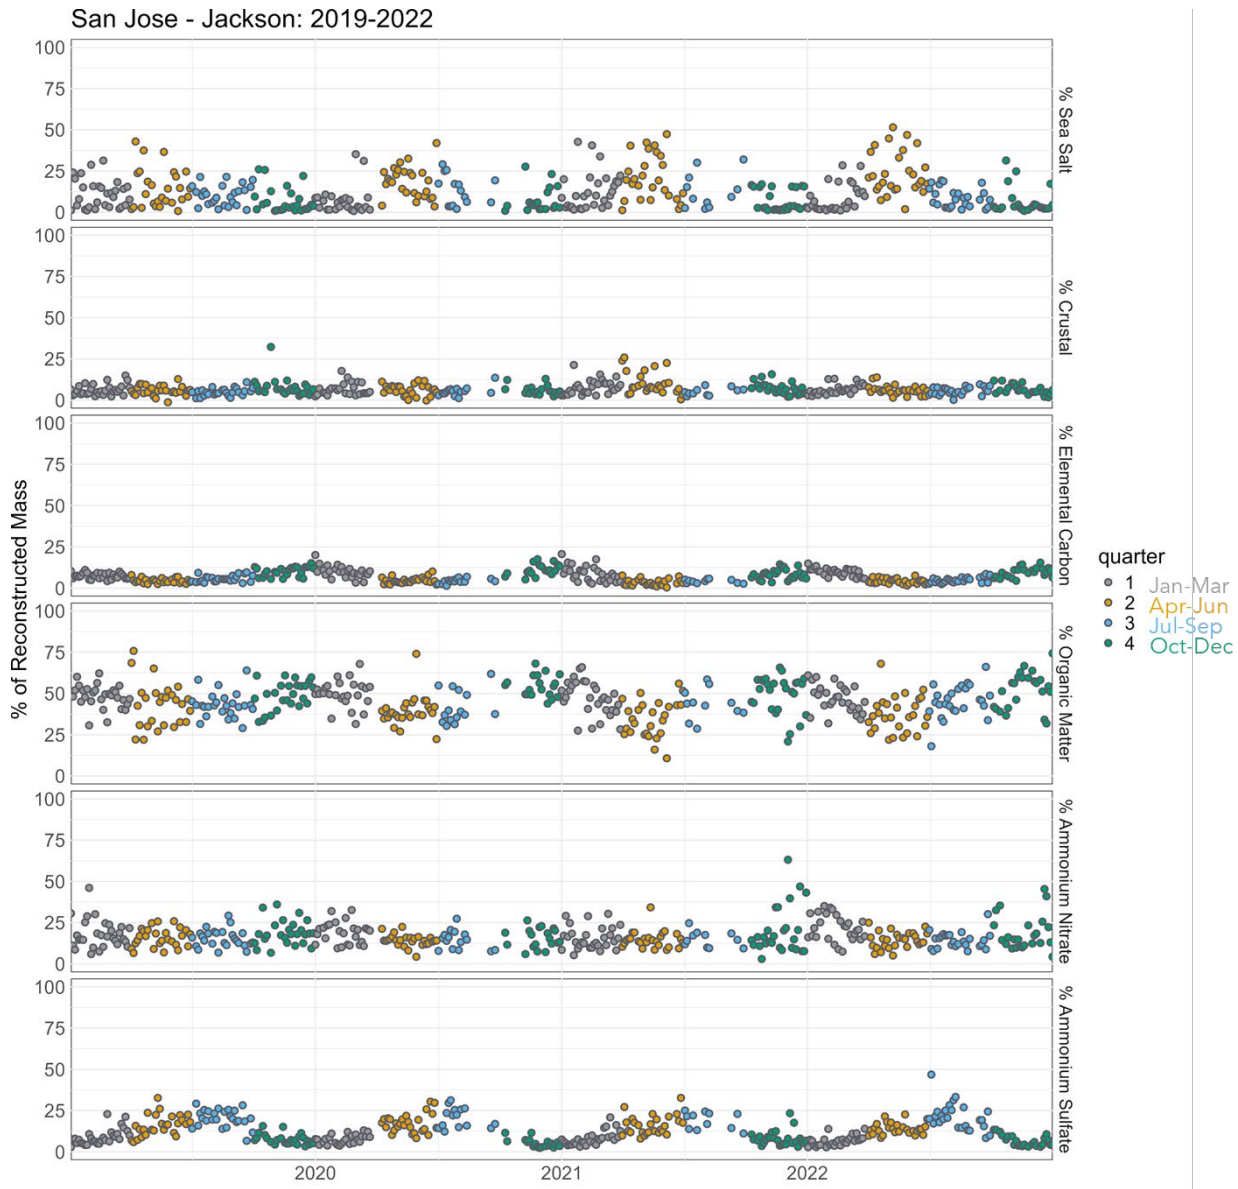 San Jose - Jackson: 2019-2022
% of Reconstructed Mass
100
75
50
25
0
% Sea Salt
100
75
50
25
0
% Crustal
100
75
50
25
0
% Elemental Carbon
100
75
50
25
0
% Organic Matter
100
75
50
25
0
% Ammonium Nitrate
100
75
50
25
0
% Ammonium Sulfate
2020
2021
2022
quarter
1 Jan-Mar
2 Apr-Jun
3 Jul-Sep
4 Oct-Dec